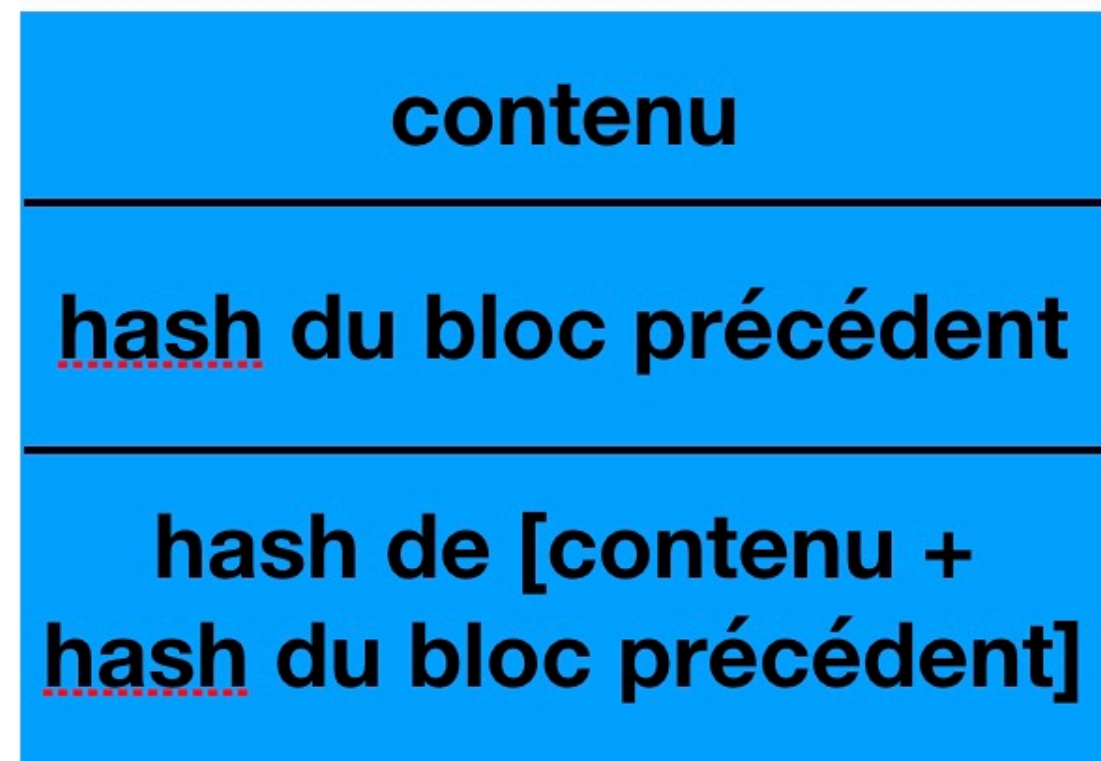 contenu
hash du bloc précédent
hash de [contenu +
hash du bloc précédent]